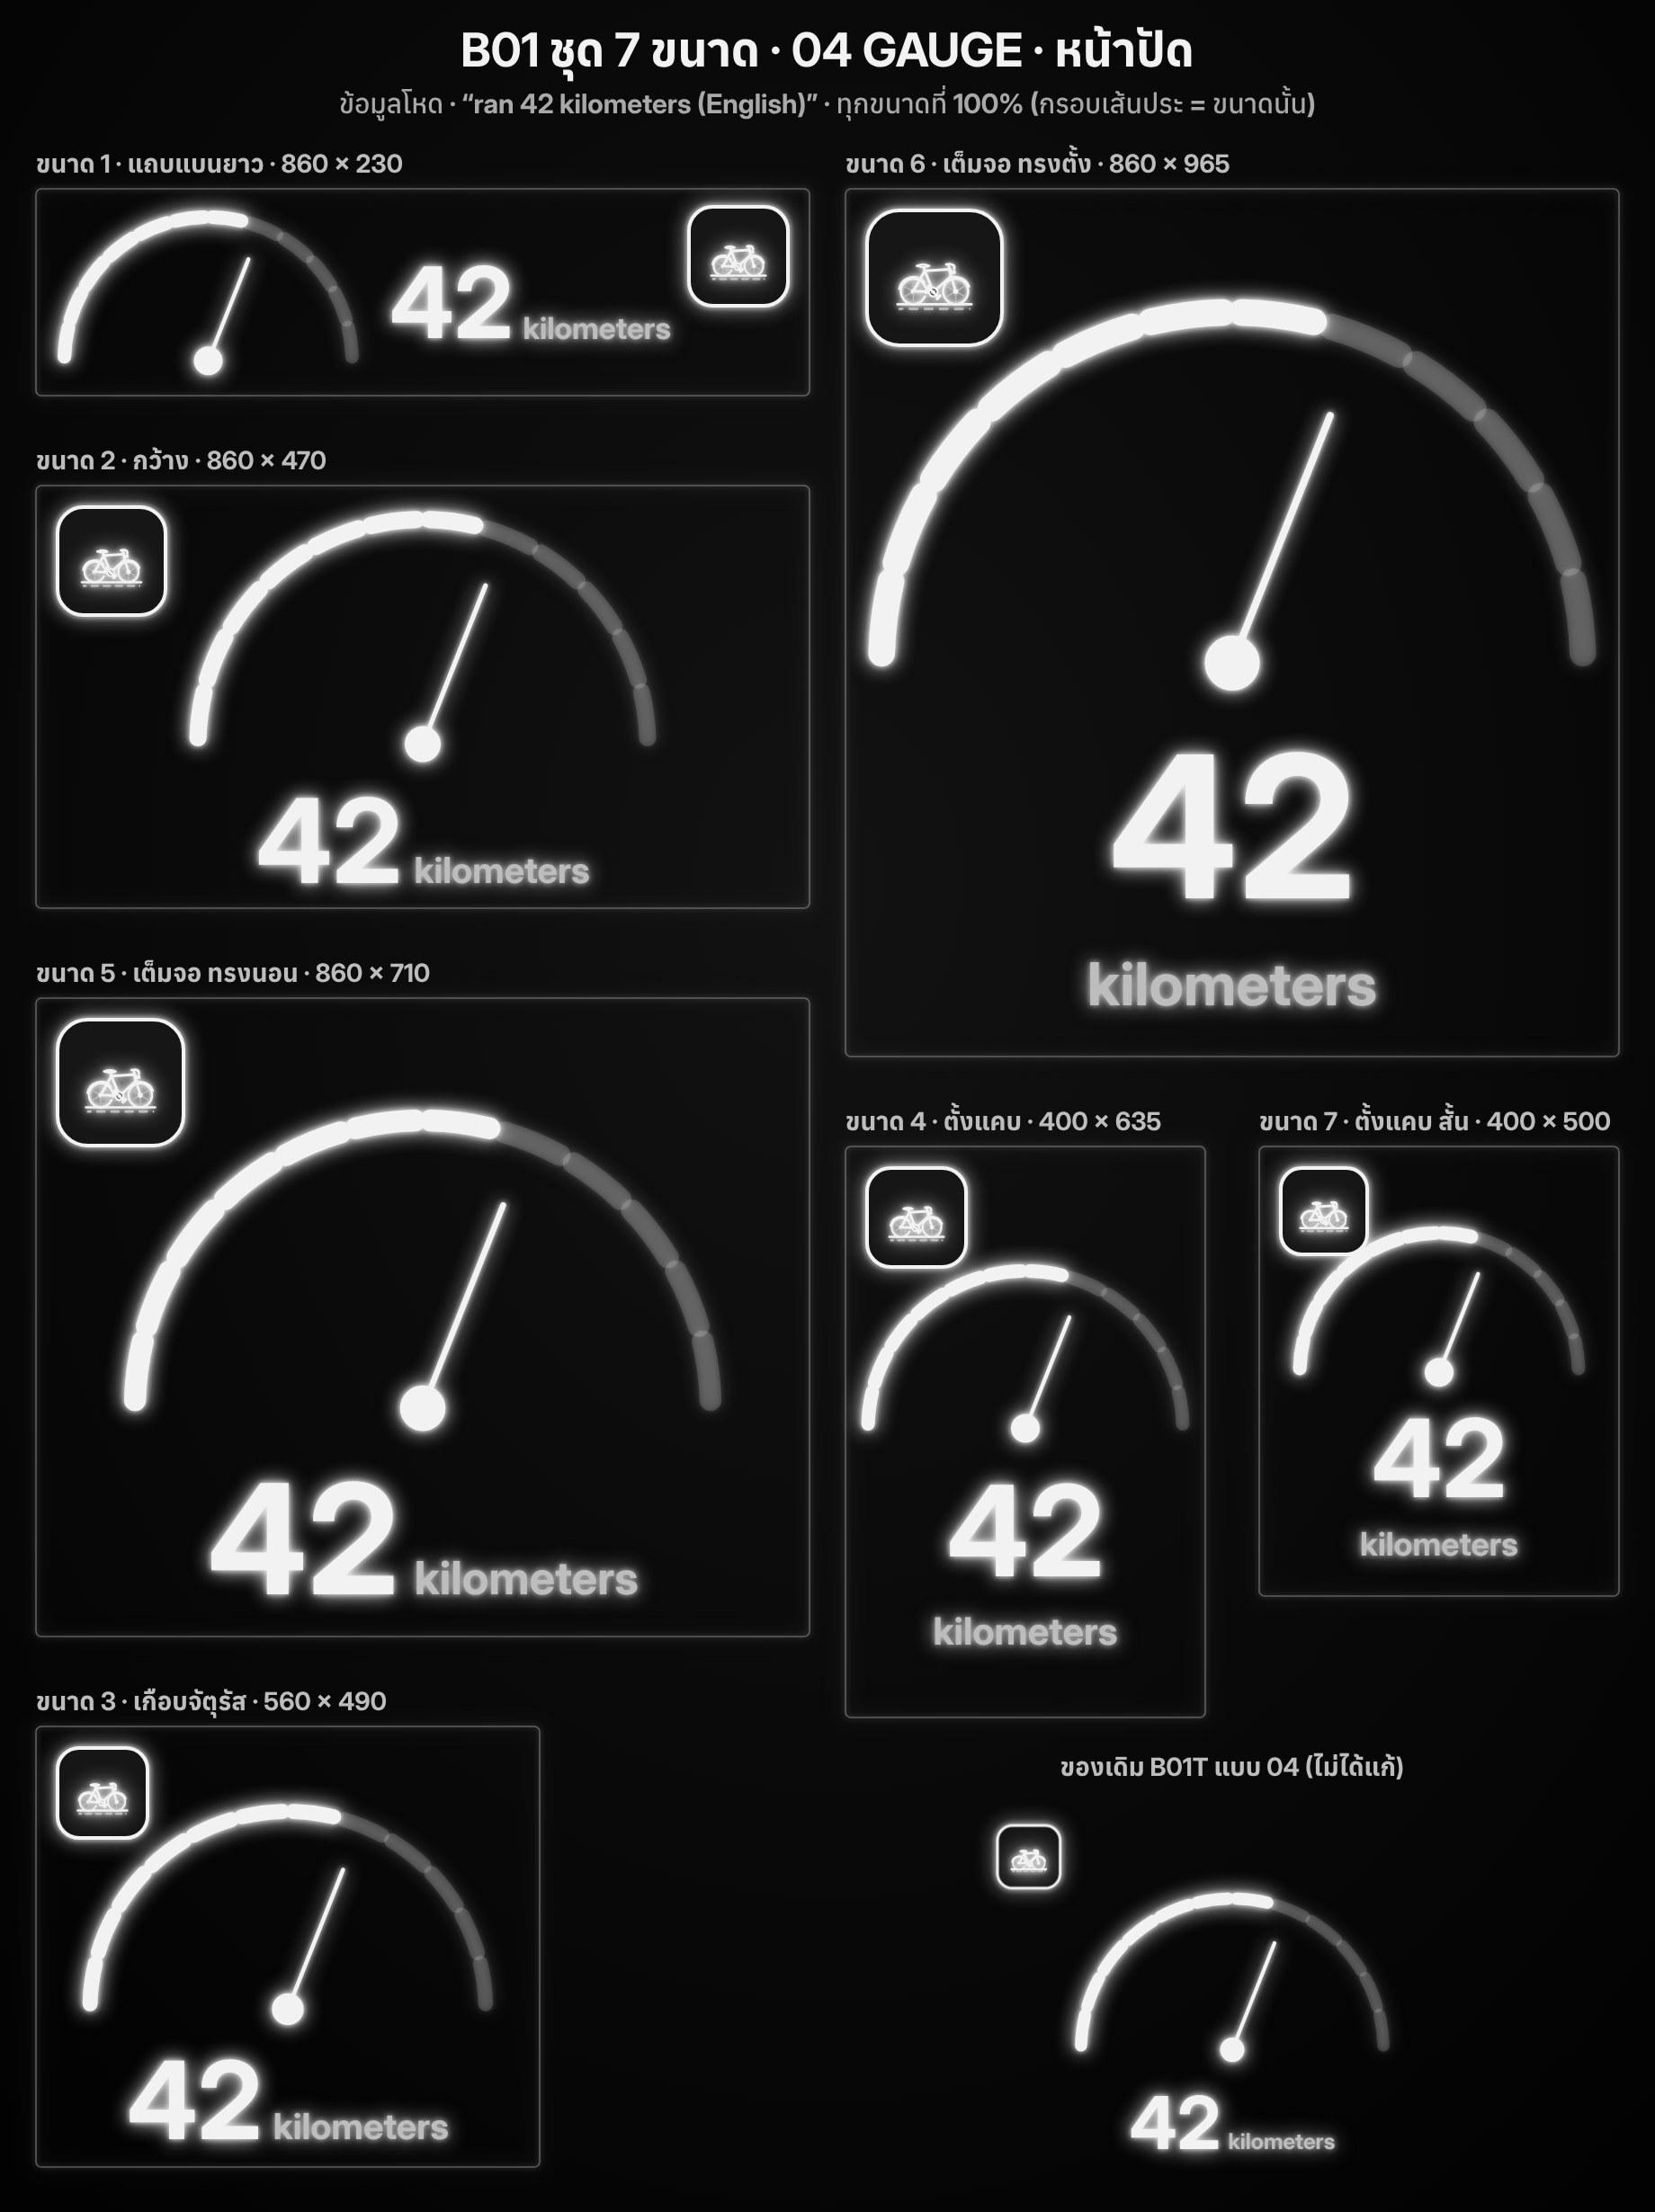 B01 ชุด 7 ขนาด · 04 GAUGE · หน้าปัด
ข้อมูลโหด · “ran 42 kilometers (English)” · ทุกขนาดที่ 100% (กรอบเส้นประ = ขนาดนั้น)
ขนาด 1 · แถบแบนยาว · 860 × 230
42 kilometers
ขนาด 2 · กว้าง · 860 × 470
42 kilometers
ขนาด 5 · เต็มจอ ทรงนอน · 860 × 710
42 kilometers
ขนาด 3 · เกือบจัตุรัส · 560 × 490
42 kilometers
ขนาด 6 · เต็มจอ ทรงตั้ง · 860 × 965
42
kilometers
ขนาด 4 · ตั้งแคบ · 400 × 635
42
kilometers
ขนาด 7 · ตั้งแคบ สั้น · 400 × 500
42
kilometers
ของเดิม B01T แบบ 04 (ไม่ได้แก้)
42 kilometers